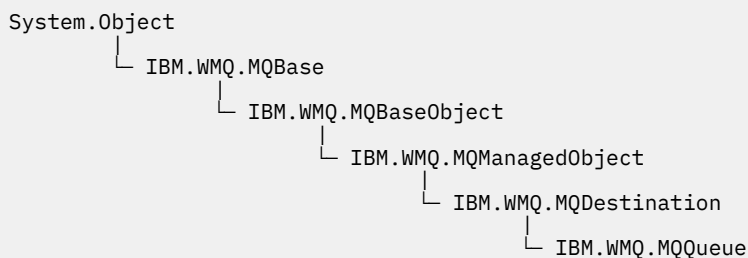 System.Object
IBM.WMQ.MQBase
IBM.WMQ.MQBaseObject
IBM.WMQ.MQManagedObject
IBM.WMQ.MQDestination
IBM.WMQ.MQQueue